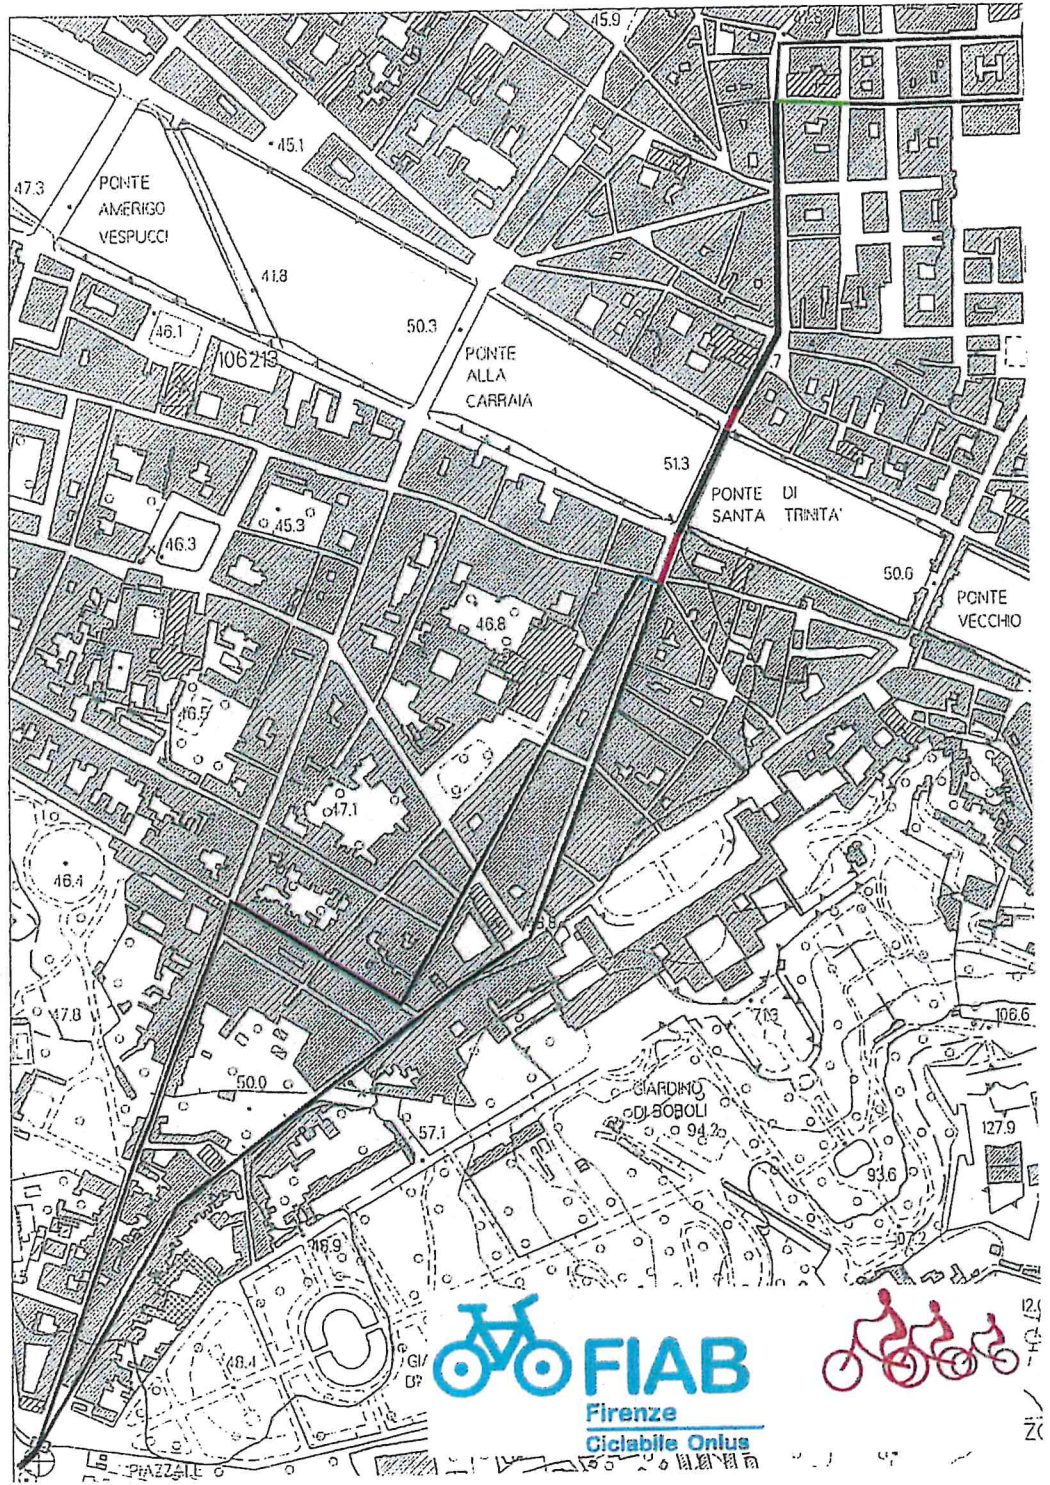 45.9
45.1
47.3
PONTE
AMERIGO
VESPUCCI
41.8
46.1
50.3
106213
PONTE
ALLA
CARRAIA
51.3
PONTE DI
SANTA TRINITA'
45.3
46.3
50.6
PONTE
VECCHIO
46.8
46.5
47.1
46.4
47.8
106.6
50.0
GIARDINO
DI BOBOLI
94.2
57.1
127.9
93.6
97.2
46.9
48.4
FIAB
Firenze
Ciclabile Onlus
PIAZZALE